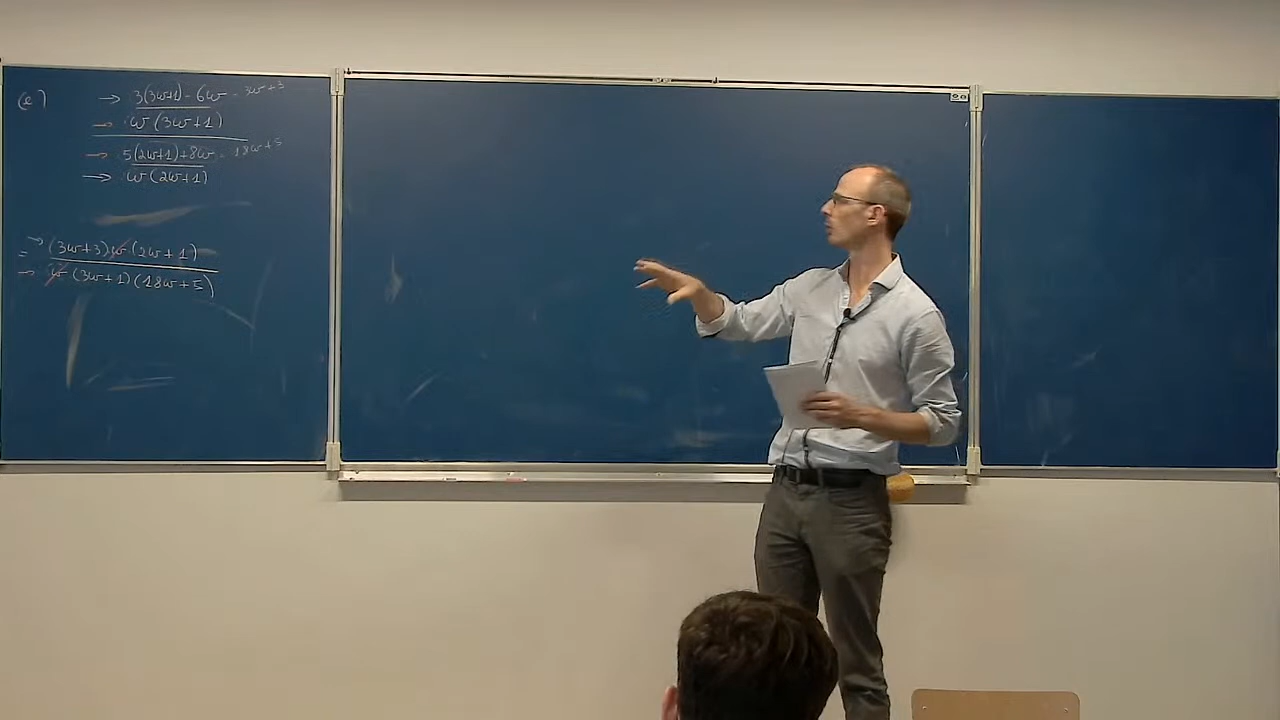 (e) → 3(3w+1) - 6w = 3w+3
→ w(3w+1)
→ 5(2w+1)+8w = 18w+5
→ w(2w+1)
= → (3w+3)w(2w+1)
→ w(3w+1)(18w+5)